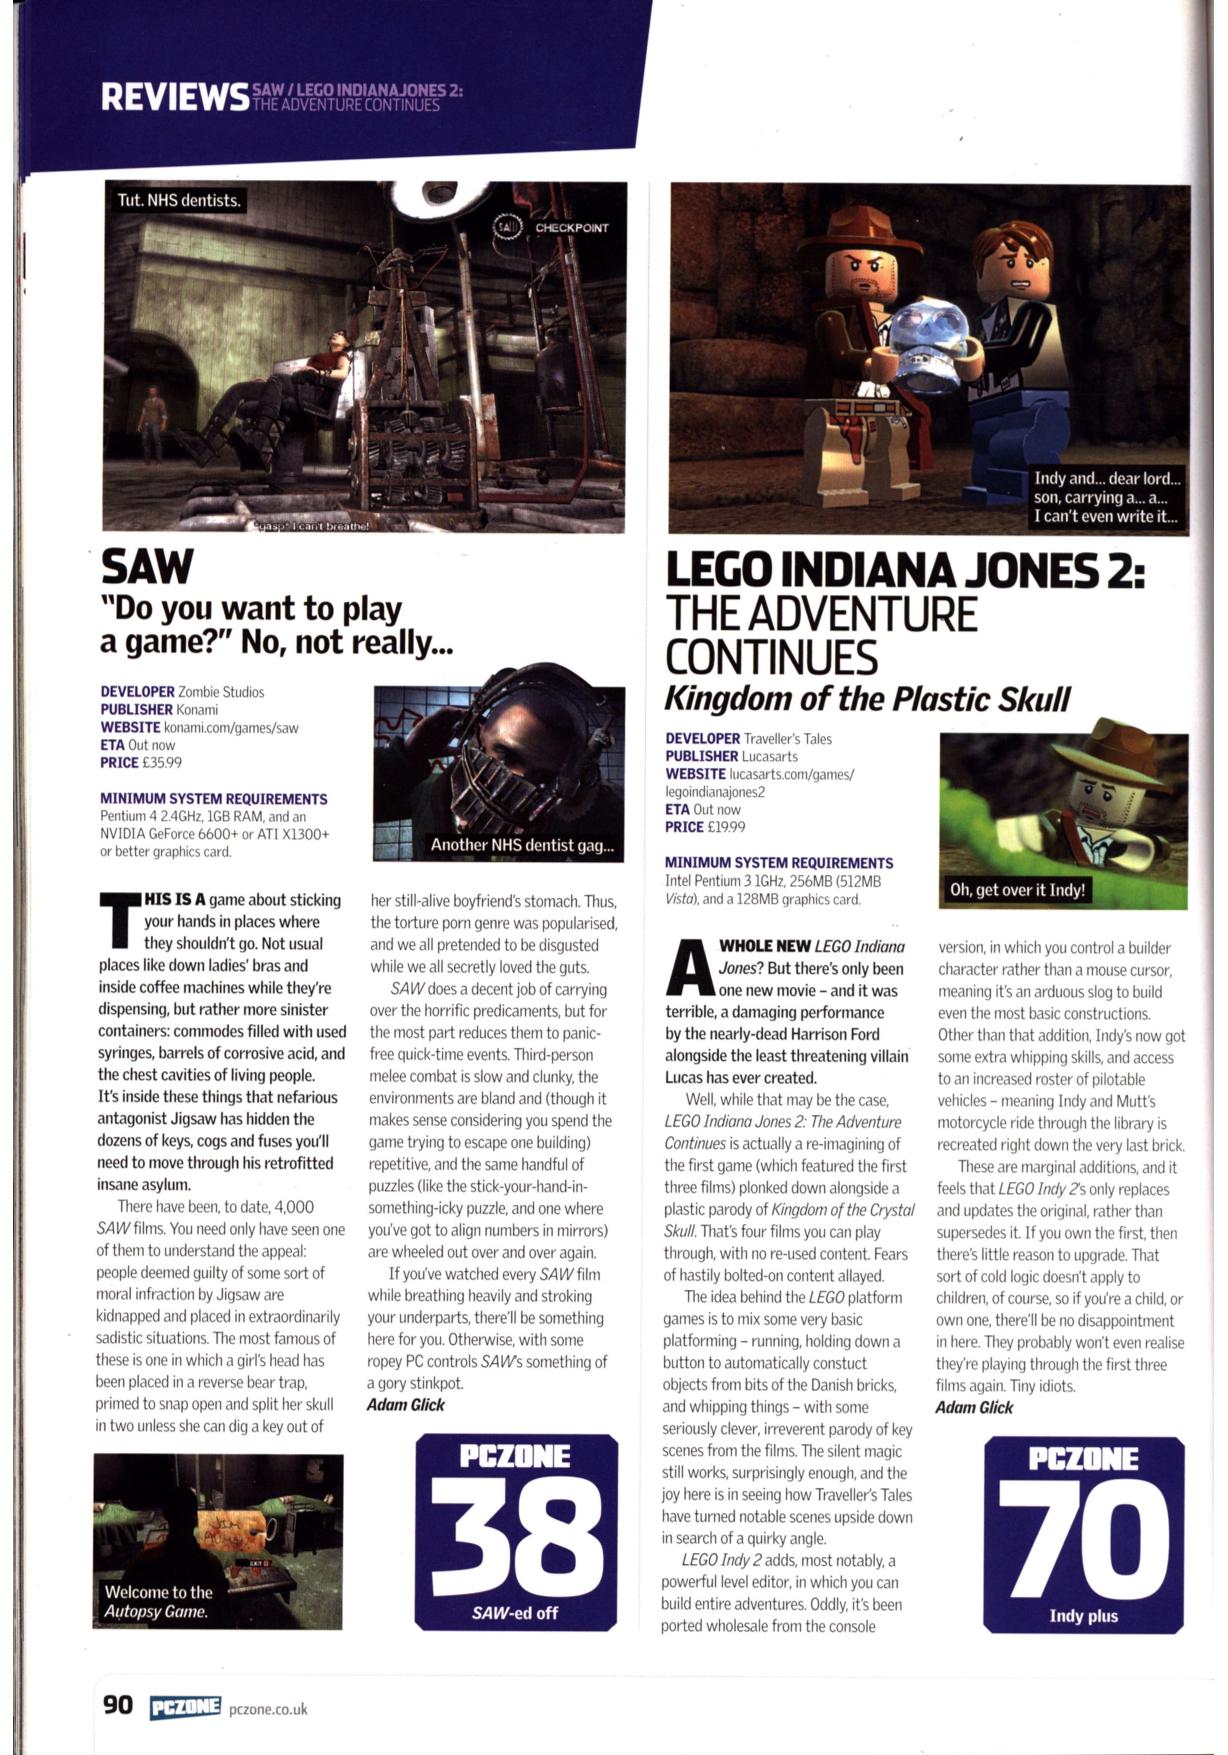 REVIEWS SAW / LEGO INDIANA JONES 2:
THE ADVENTURE CONTINUES
Tut. NHS dentists.
SAW
CHECKPOINT
*gasp* I can't breathe!
SAW
"Do you want to play
a game?" No, not really...
DEVELOPER Zombie Studios
PUBLISHER Konami
WEBSITE konami.com/games/saw
ETA Out now
PRICE £35.99
MINIMUM SYSTEM REQUIREMENTS
Pentium 4 2.4GHz, 1GB RAM, and an
NVIDIA GeForce 6600+ or ATI X1300+
or better graphics card.
Another NHS dentist gag...
THIS IS A game about sticking
your hands in places where
they shouldn't go. Not usual
places like down ladies' bras and
inside coffee machines while they're
dispensing, but rather more sinister
containers: commodes filled with used
syringes, barrels of corrosive acid, and
the chest cavities of living people.
It's inside these things that nefarious
antagonist Jigsaw has hidden the
dozens of keys, cogs and fuses you'll
need to move through his retrofitted
insane asylum.
There have been, to date, 4,000
SAW films. You need only have seen one
of them to understand the appeal:
people deemed guilty of some sort of
moral infraction by Jigsaw are
kidnapped and placed in extraordinarily
sadistic situations. The most famous of
these is one in which a girl's head has
been placed in a reverse bear trap,
primed to snap open and split her skull
in two unless she can dig a key out of
her still-alive boyfriend's stomach. Thus,
the torture porn genre was popularised,
and we all pretended to be disgusted
while we all secretly loved the guts.
SAW does a decent job of carrying
over the horrific predicaments, but for
the most part reduces them to panic-
free quick-time events. Third-person
melee combat is slow and clunky, the
environments are bland and (though it
makes sense considering you spend the
game trying to escape one building)
repetitive, and the same handful of
puzzles (like the stick-your-hand-in-
something-icky puzzle, and one where
you've got to align numbers in mirrors)
are wheeled out over and over again.
If you've watched every SAW film
while breathing heavily and stroking
your underparts, there'll be something
here for you. Otherwise, with some
ropey PC controls SAW's something of
a gory stinkpot.
Adam Glick
EXIT
Welcome to the
Autopsy Game.
PCZONE
38
SAW-ed off
Indy and... dear lord...
son, carrying a... a...
I can't even write it...
LEGO INDIANA JONES 2:
THE ADVENTURE
CONTINUES
Kingdom of the Plastic Skull
DEVELOPER Traveller's Tales
PUBLISHER Lucasarts
WEBSITE lucasarts.com/games/
legoindianajones2
ETA Out now
PRICE £19.99
MINIMUM SYSTEM REQUIREMENTS
Intel Pentium 3 1GHz, 256MB (512MB
Vista), and a 128MB graphics card.
Oh, get over it Indy!
A WHOLE NEW LEGO Indiana
Jones? But there's only been
one new movie – and it was
terrible, a damaging performance
by the nearly-dead Harrison Ford
alongside the least threatening villain
Lucas has ever created.
Well, while that may be the case,
LEGO Indiana Jones 2: The Adventure
Continues is actually a re-imagining of
the first game (which featured the first
three films) plonked down alongside a
plastic parody of Kingdom of the Crystal
Skull. That's four films you can play
through, with no re-used content. Fears
of hastily bolted-on content allayed.
The idea behind the LEGO platform
games is to mix some very basic
platforming – running, holding down a
button to automatically constuct
objects from bits of the Danish bricks,
and whipping things – with some
seriously clever, irreverent parody of key
scenes from the films. The silent magic
still works, surprisingly enough, and the
joy here is in seeing how Traveller's Tales
have turned notable scenes upside down
in search of a quirky angle.
LEGO Indy 2 adds, most notably, a
powerful level editor, in which you can
build entire adventures. Oddly, it's been
ported wholesale from the console
version, in which you control a builder
character rather than a mouse cursor,
meaning it's an arduous slog to build
even the most basic constructions.
Other than that addition, Indy's now got
some extra whipping skills, and access
to an increased roster of pilotable
vehicles – meaning Indy and Mutt's
motorcycle ride through the library is
recreated right down the very last brick.
These are marginal additions, and it
feels that LEGO Indy 2's only replaces
and updates the original, rather than
supersedes it. If you own the first, then
there's little reason to upgrade. That
sort of cold logic doesn't apply to
children, of course, so if you're a child, or
own one, there'll be no disappointment
in here. They probably won't even realise
they're playing through the first three
films again. Tiny idiots.
Adam Glick
PCZONE
70
Indy plus
90 PCZONE pczone.co.uk